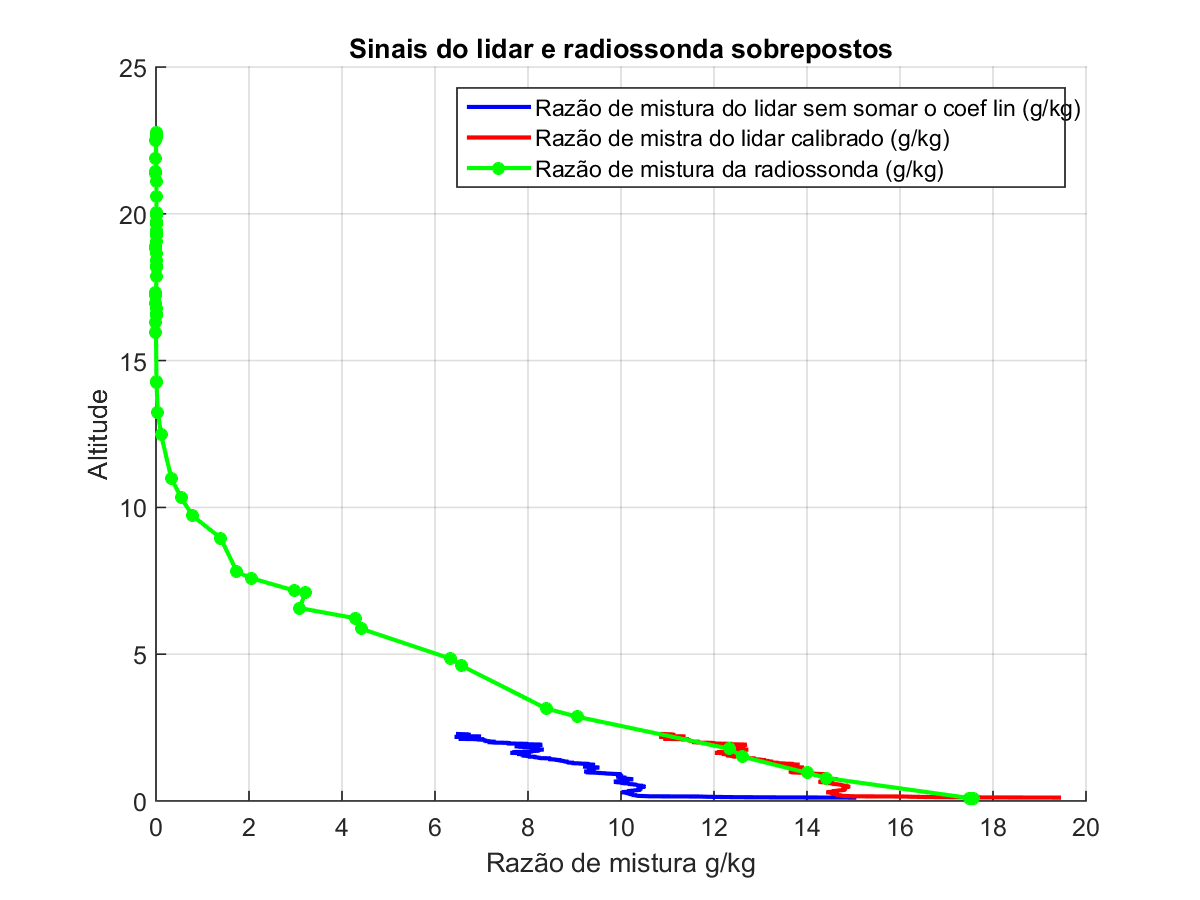 Sinais do lidar e radiossonda sobrepostos
25
Razão de mistura do lidar sem somar o coef lin (g/kg)
Razão de mistra do lidar calibrado (g/kg)
Razão de mistura da radiossonda (g/kg)
20
15
Altitude
10
5
0
0 2 4 6 8 10 12 14 16 18 20
Razão de mistura g/kg